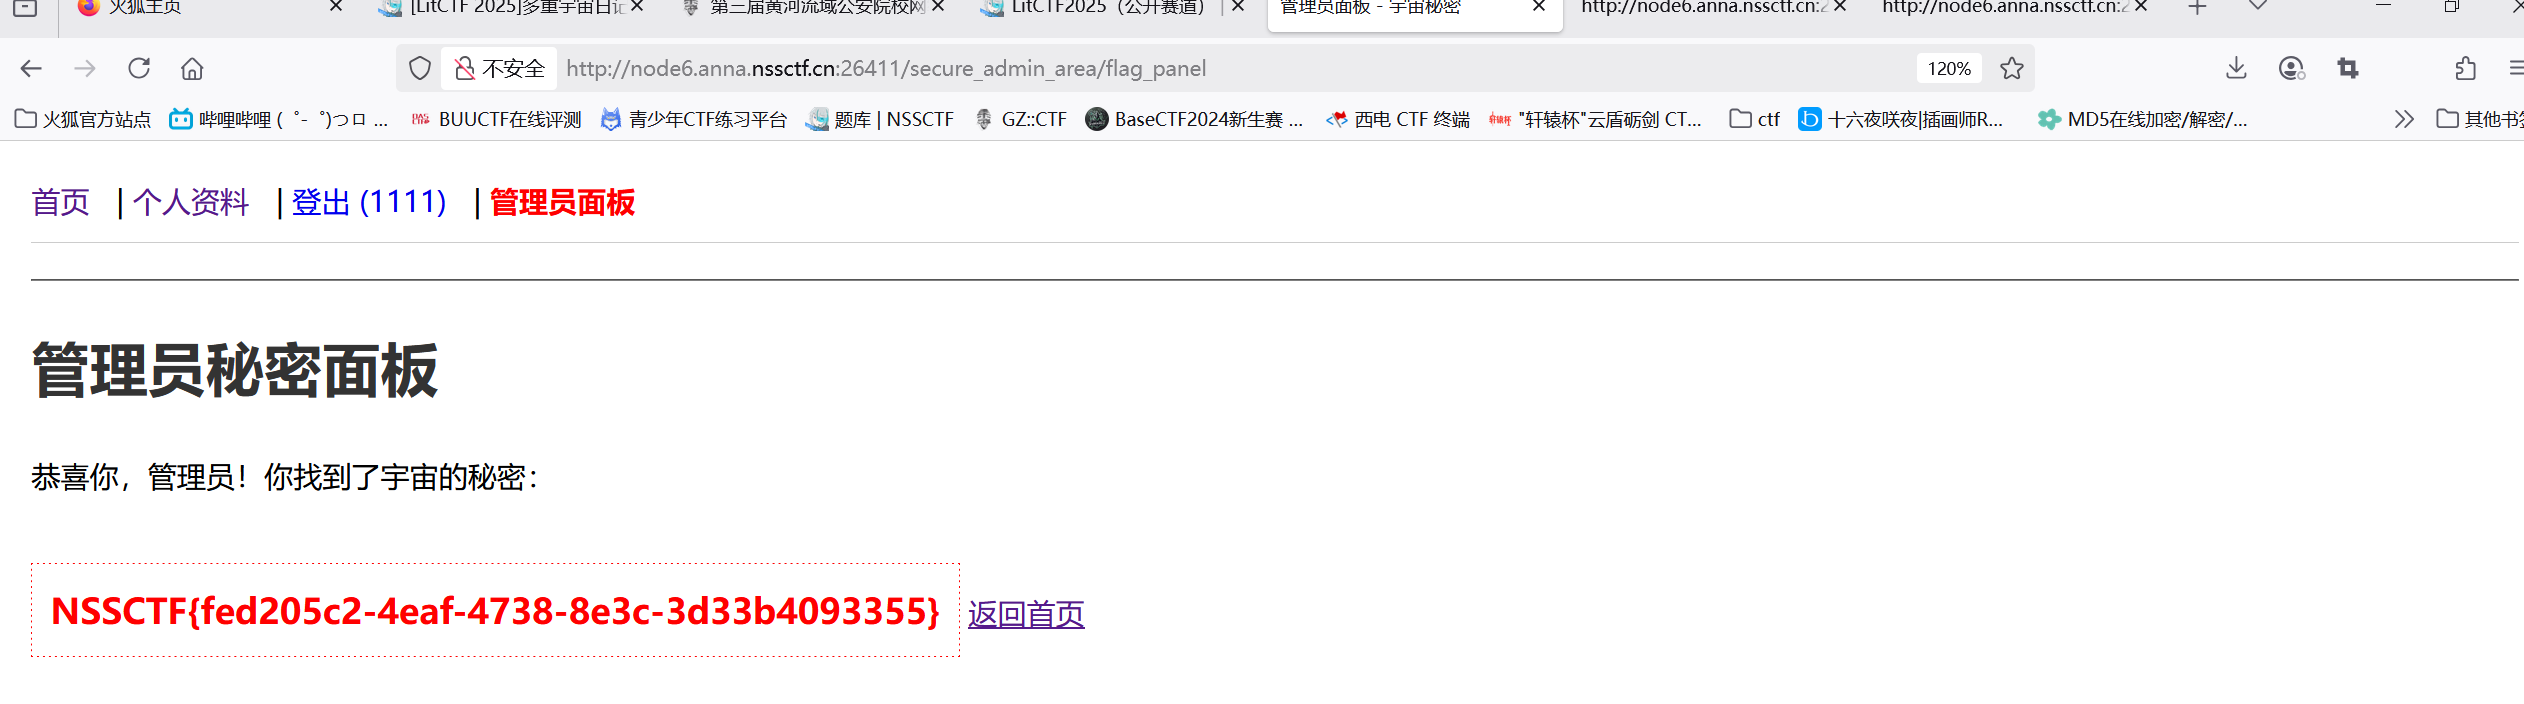 火狐主页
[LitCTF 2025]多重宇宙日记
第三届黄河流域公安院校网
LitCTF2025（公开赛道）|
管理员面板 - 宇宙秘密
http://node6.anna.nssctf.cn:2
http://node6.anna.nssctf.cn:2
不安全 http://node6.anna.nssctf.cn:26411/secure_admin_area/flag_panel 120%
火狐官方站点 哔哩哔哩 ( ゜- ゜)つロ ... BUUCTF在线评测 青少年CTF练习平台 题库 | NSSCTF GZ::CTF BaseCTF2024新生赛 ... 西电 CTF 终端 "轩辕杯"云盾砺剑 CT... ctf 十六夜咲夜|插画师R... MD5在线加密/解密/... 其他书签
首页 | 个人资料 | 登出 (1111) | 管理员面板
管理员秘密面板
恭喜你，管理员！你找到了宇宙的秘密：
NSSCTF{fed205c2-4eaf-4738-8e3c-3d33b4093355} 返回首页